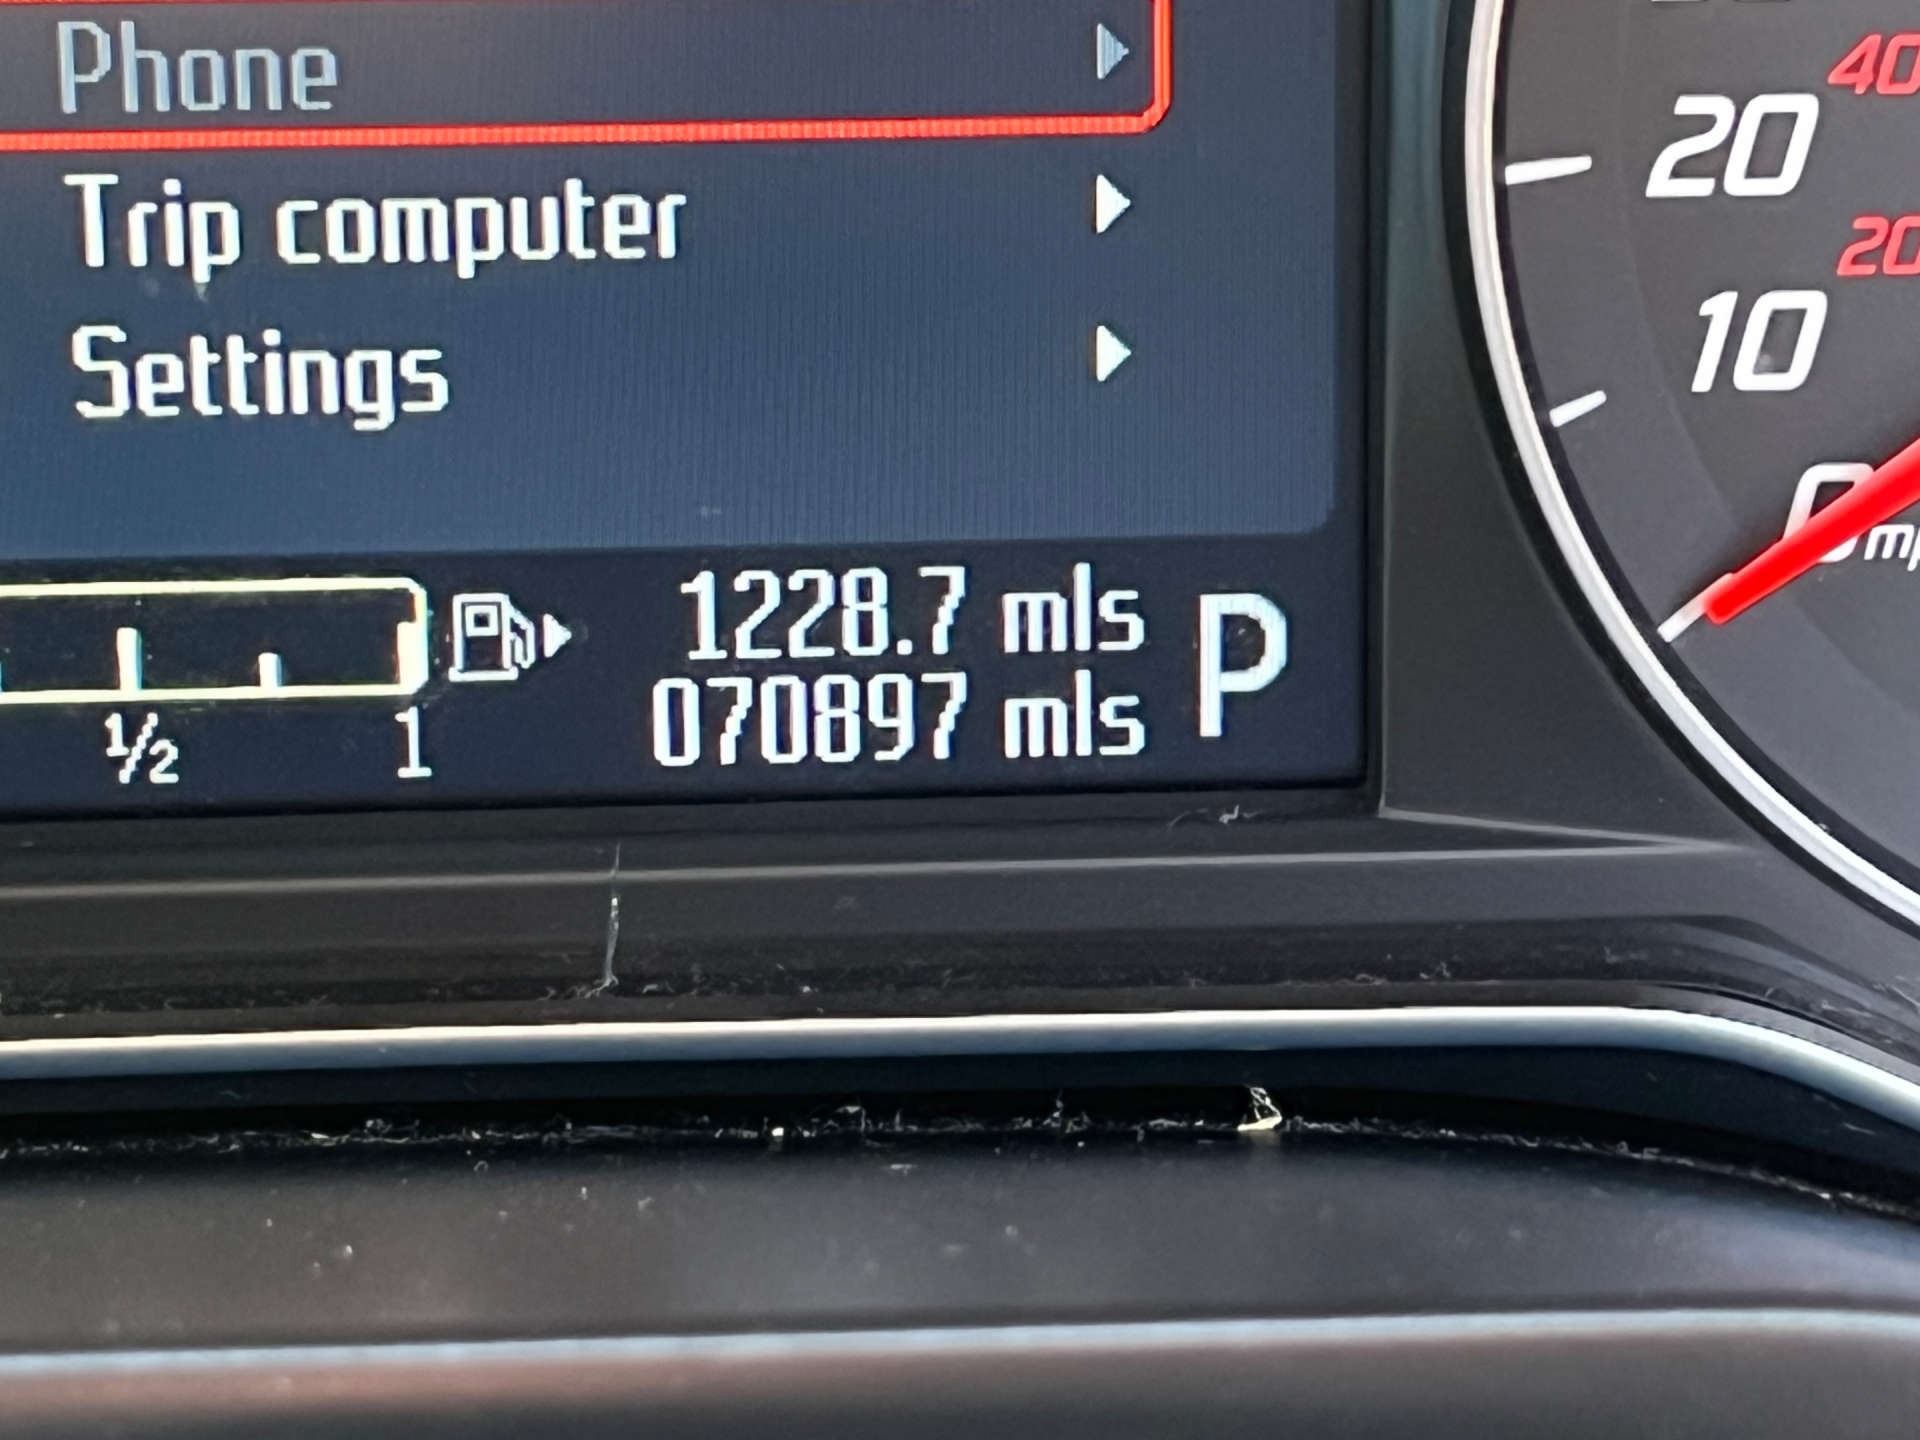 Phone
Trip computer
Settings
1228.7 mls
070897 mls
P
1/2
1
40
20
20
10
0